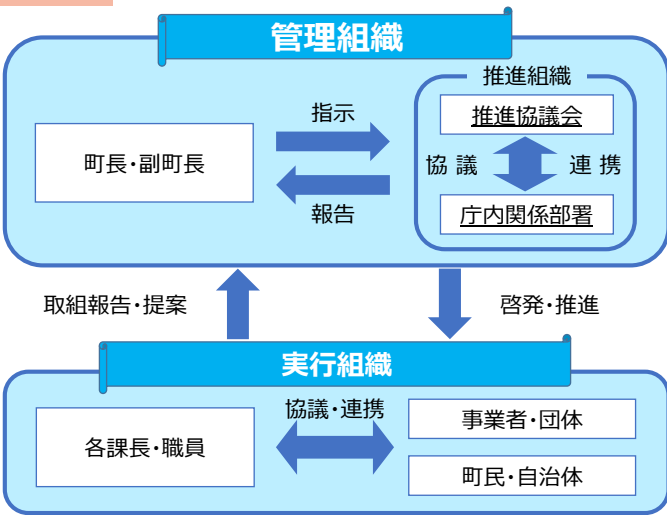 管理組織
推進組織
指示
推進協議会
町長・副町長
協議 連携
報告
庁内関係部署
取組報告・提案
啓発・推進
実行組織
協議・連携
事業者・団体
各課長・職員
町民・自治体